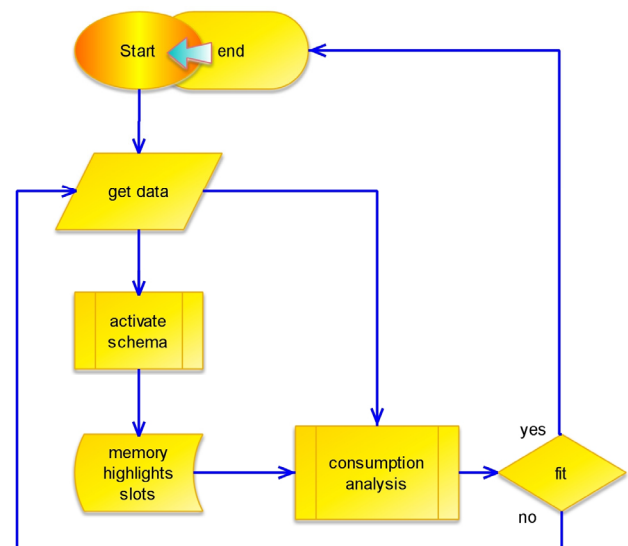 Start
end
get data
activate
schema
memory
highlights
slots
consumption
analysis
yes
fit
no